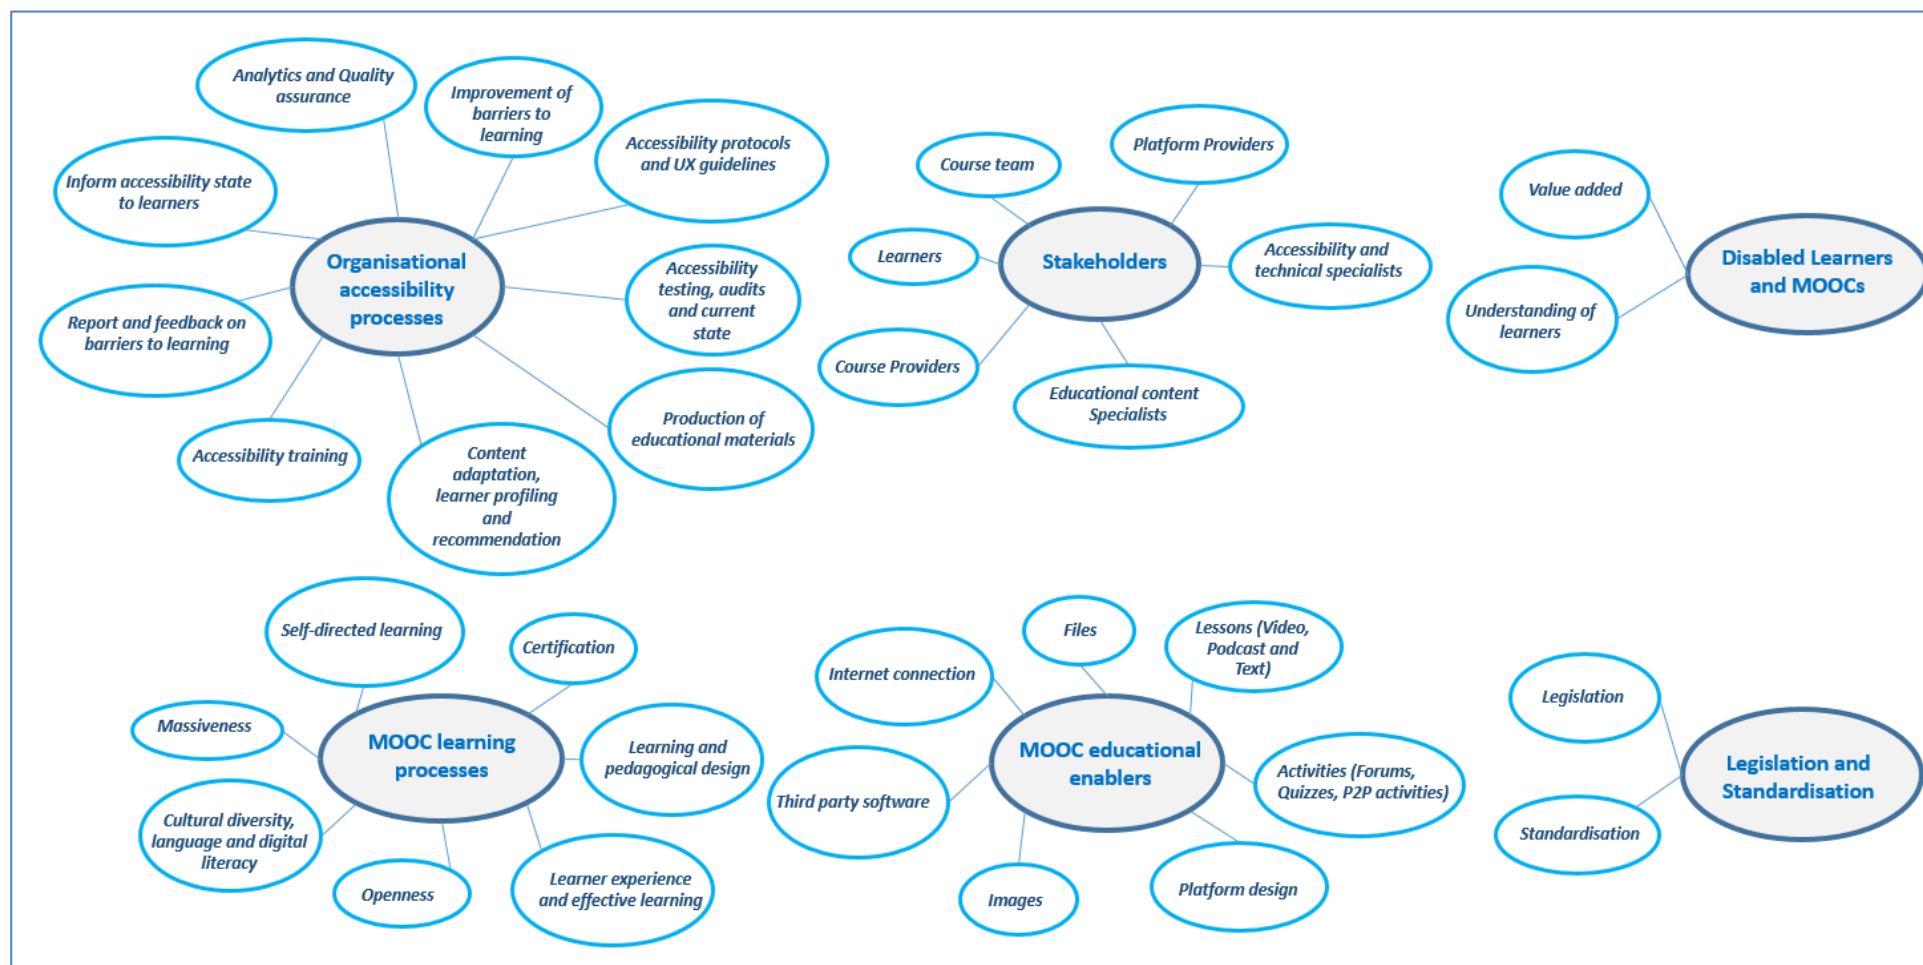 Analytics and Quality
assurance
Improvement of
barriers to
learning
Accessibility protocols
and UX guidelines
Inform accessibility state
to learners
Organisational
accessibility
processes
Accessibility
testing, audits
and current
state
Report and feedback on
barriers to learning
Production of
educational materials
Accessibility training
Content
adaptation,
learner profiling
and
recommendation
Course team
Platform Providers
Learners
Stakeholders
Accessibility and
technical specialists
Course Providers
Educational content
Specialists
Value added
Disabled Learners
and MOOCs
Understanding of
learners
Self-directed learning
Certification
Massiveness
MOOC learning
processes
Learning and
pedagogical design
Cultural diversity,
language and digital
literacy
Openness
Learner experience
and effective learning
Files
Lessons (Video,
Podcast and
Text)
Internet connection
MOOC educational
enablers
Third party software
Activities (Forums,
Quizzes, P2P activities)
Images
Platform design
Legislation
Legislation and
Standardisation
Standardisation